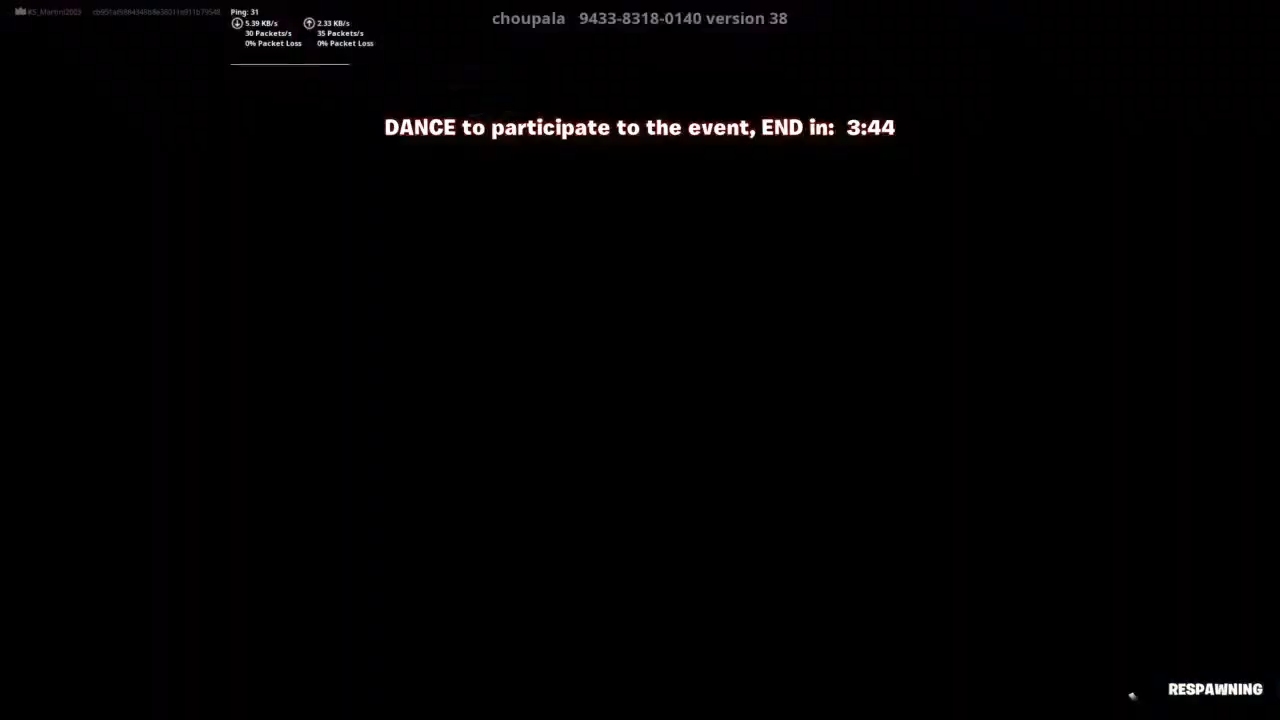 KS_Martini2003
Ping: 31
5.39 KB/s 2.33 KB/s
30 Packets/s 35 Packets/s
0% Packet Loss 0% Packet Loss
choupala 9433-8318-0140 version 38
DANCE to participate to the event, END in: 3:44
RESPAWNING